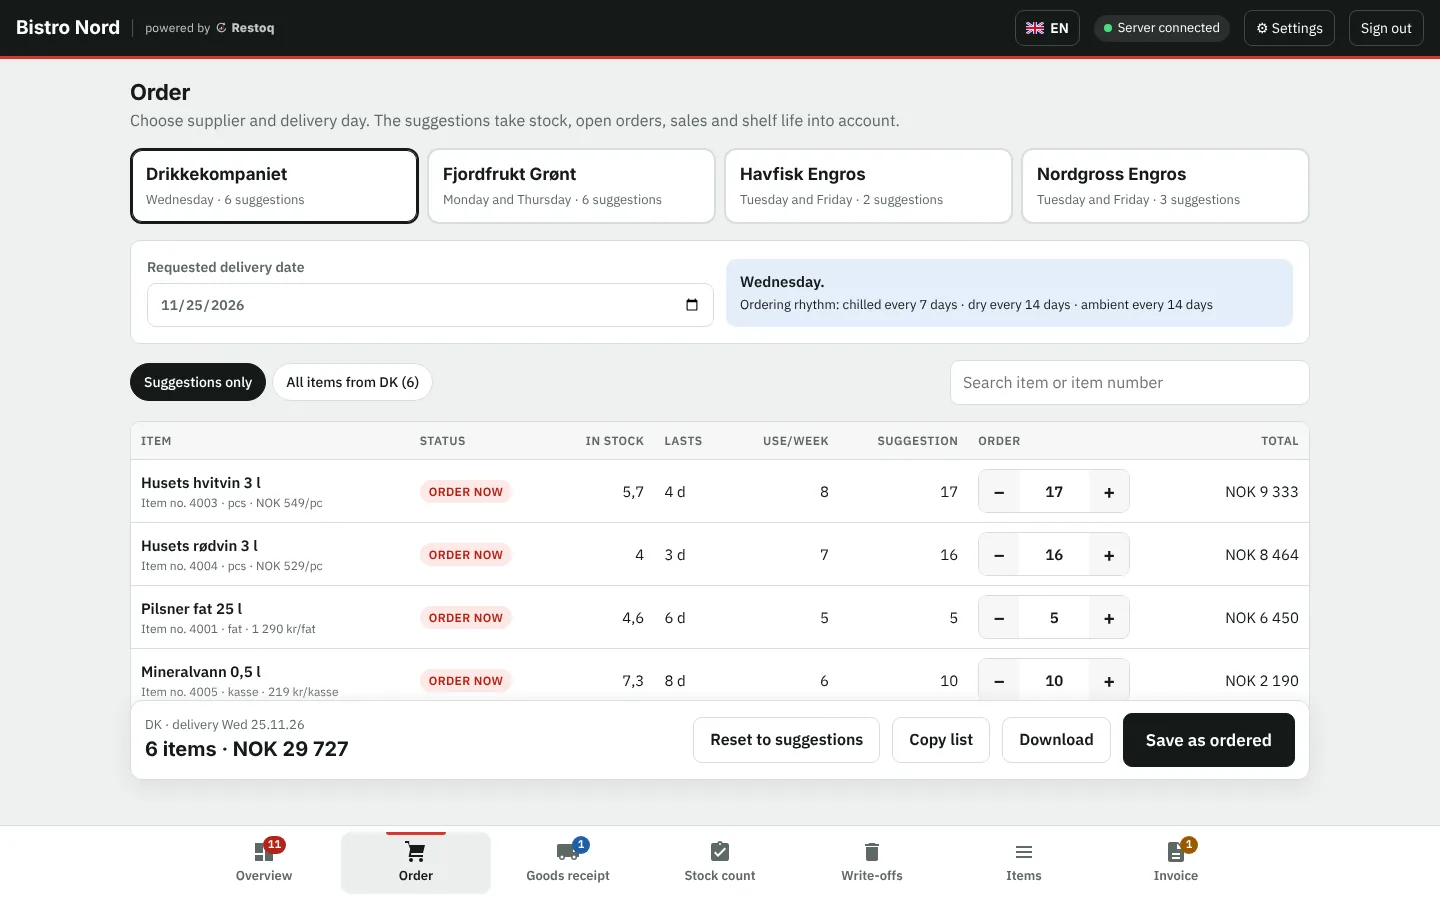 Bistro Nord powered by Restoq EN Server connected ⚙ Settings Sign out
Order
Choose supplier and delivery day. The suggestions take stock, open orders, sales and shelf life into account.
Drikkekompaniet
Wednesday · 6 suggestions
Fjordfrukt Grønt
Monday and Thursday · 6 suggestions
Havfisk Engros
Tuesday and Friday · 2 suggestions
Nordgross Engros
Tuesday and Friday · 3 suggestions
Requested delivery date
11/25/2026
Wednesday.
Ordering rhythm: chilled every 7 days · dry every 14 days · ambient every 14 days
Suggestions only All items from DK (6) Search item or item number
ITEM STATUS IN STOCK LASTS USE/WEEK SUGGESTION ORDER TOTAL
Husets hvitvin 3 l
Item no. 4003 · pcs · NOK 549/pc
ORDER NOW 5,7 4 d 8 17 − 17 + NOK 9 333
Husets rødvin 3 l
Item no. 4004 · pcs · NOK 529/pc
ORDER NOW 4 3 d 7 16 − 16 + NOK 8 464
Pilsner fat 25 l
Item no. 4001 · fat · 1 290 kr/fat
ORDER NOW 4,6 6 d 5 5 − 5 + NOK 6 450
Mineralvann 0,5 l
Item no. 4005 · kasse · 219 kr/kasse
ORDER NOW 7,3 8 d 6 10 − 10 + NOK 2 190
DK · delivery Wed 25.11.26
6 items · NOK 29 727
Reset to suggestions Copy list Download Save as ordered
11 1 1
Overview Order Goods receipt Stock count Write-offs Items Invoice